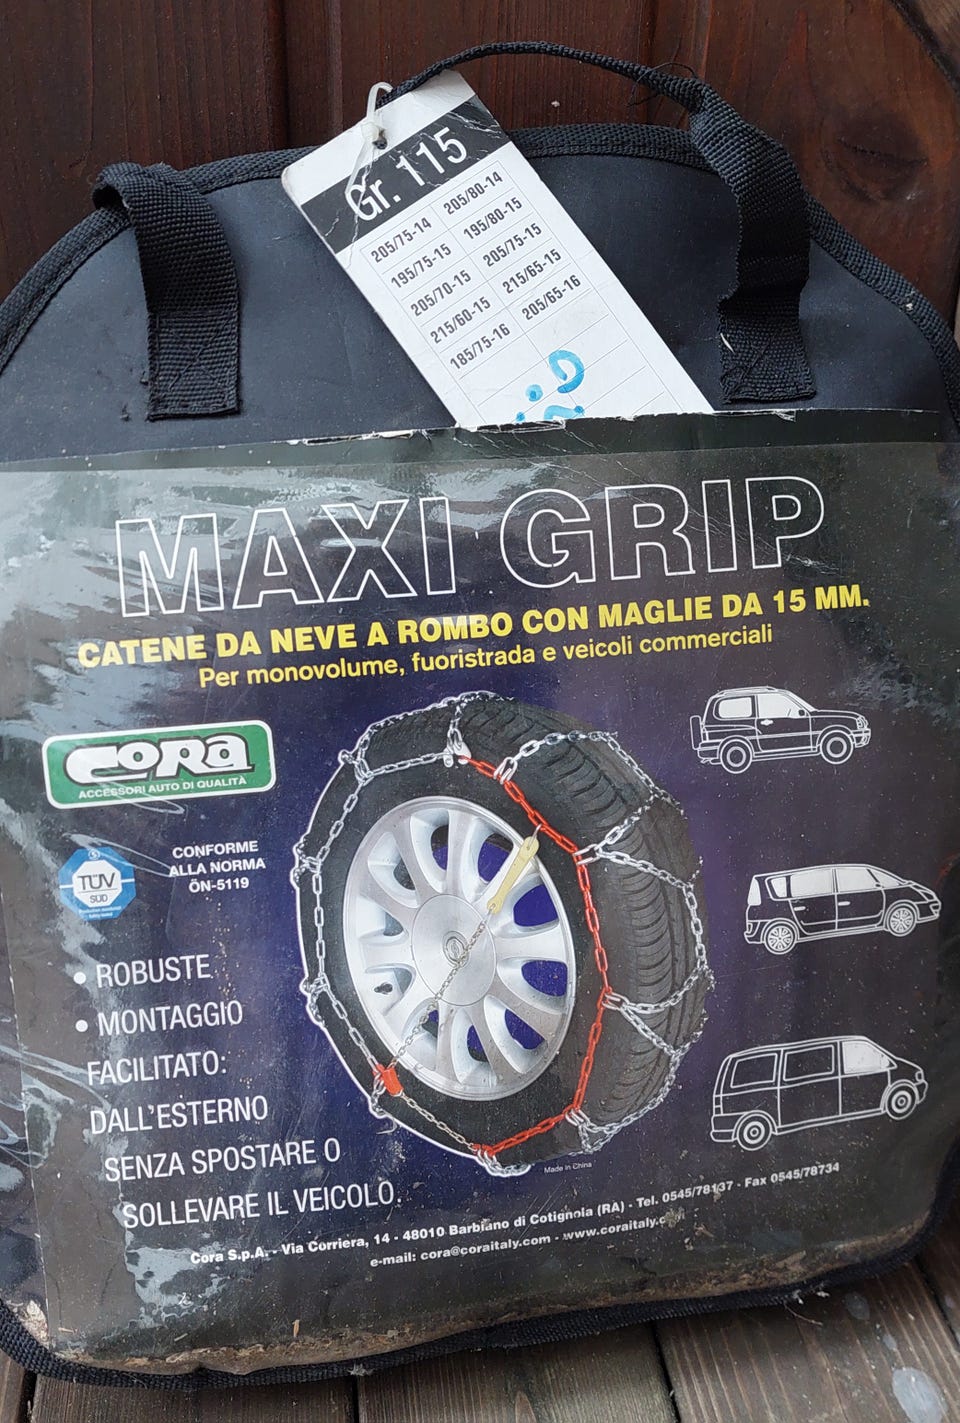 Gr. 115
205/75-14 205/80-14
195/75-15 195/80-15
205/70-15 205/75-15
215/60-15 215/65-15
185/75-16 205/65-16
MAXI GRIP
CATENE DA NEVE A ROMBO CON MAGLIE DA 15 MM.
Per monovolume, fuoristrada e veicoli commerciali
CORA
ACCESSORI AUTO DI QUALITÀ
CONFORME
ALLA NORMA
ÖN-5119
TÜV
SÜD
• ROBUSTE
• MONTAGGIO
FACILITATO:
DALL'ESTERNO
SENZA SPOSTARE O
SOLLEVARE IL VEICOLO.
Made in China
Cora S.p.A. - Via Corriera, 14 - 48010 Barbiano di Cotignola (RA) - Tel. 0545/78137 - Fax 0545/78734
e-mail: cora@coraitaly.com -